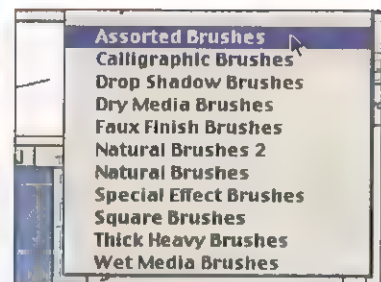 Assorted Brushes
Calligraphic Brushes
Drop Shadow Brushes
Dry Media Brushes
Faux Finish Brushes
Natural Brushes 2
Natural Brushes
Special Effect Brushes
Square Brushes
Thick Heavy Brushes
Wet Media Brushes